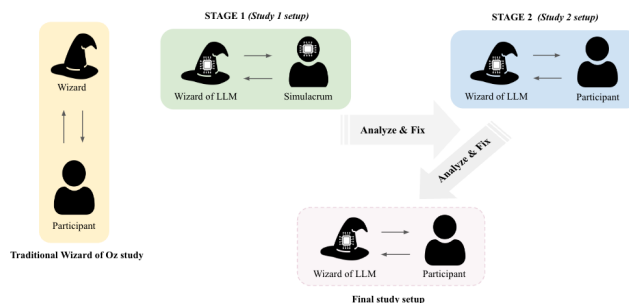 STAGE 1 (Study 1 setup)
STAGE 2 (Study 2 setup)
Wizard
Wizard of LLM
Simulacrum
Wizard of LLM
Participant
Analyze & Fix
Analyze & Fix
Participant
Traditional Wizard of Oz study
Wizard of LLM
Participant
Final study setup